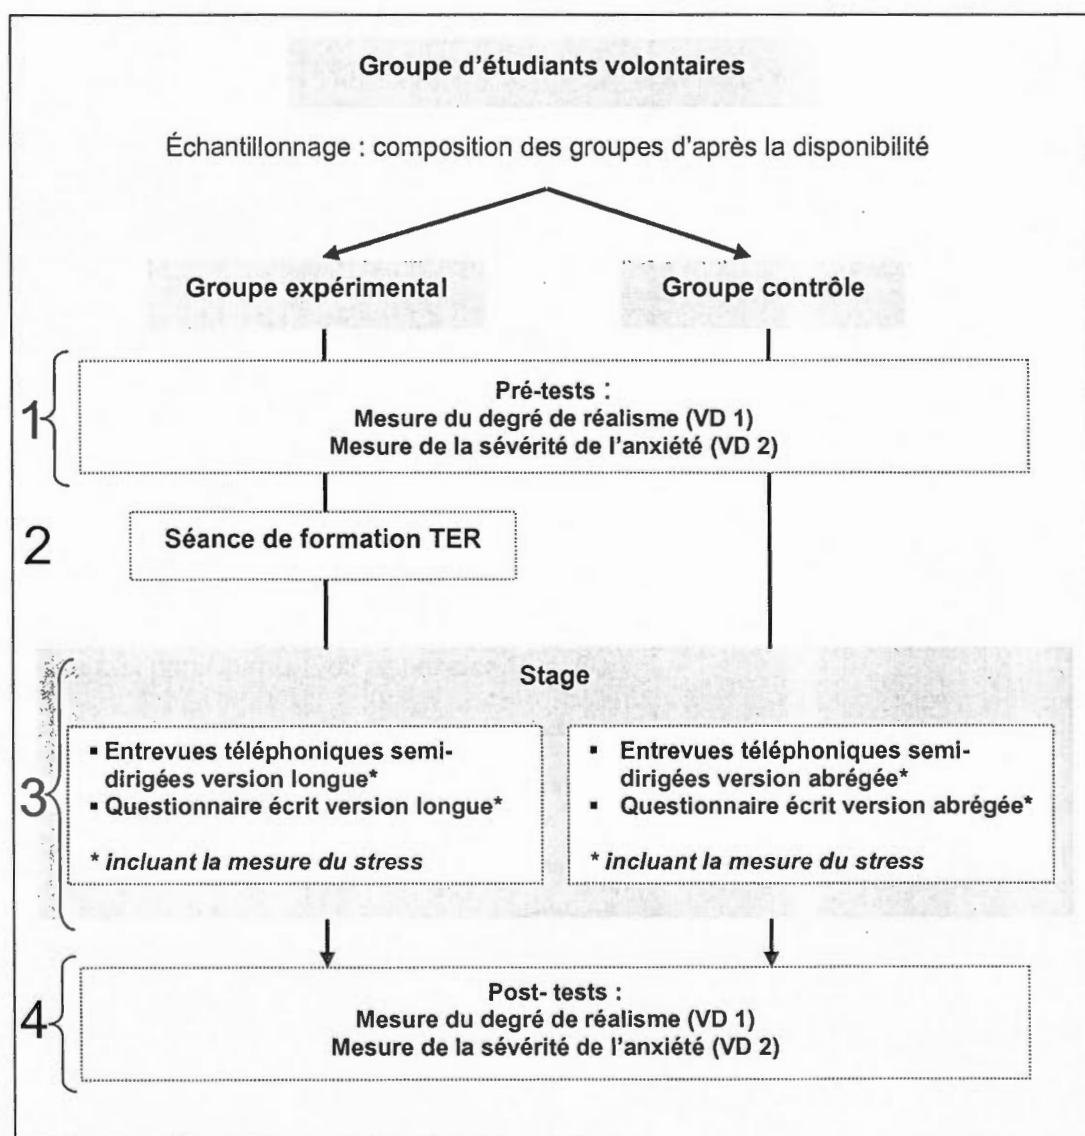 Groupe d'étudiants volontaires
Échantillonnage : composition des groupes d'après la disponibilité
Groupe expérimental
Groupe contrôle
1
Pré-tests :
Mesure du degré de réalisme (VD 1)
Mesure de la sévérité de l'anxiété (VD 2)
2
Séance de formation TER
3
Stage
▪ Entrevues téléphoniques semi-
dirigées version longue*
▪ Questionnaire écrit version longue*
* incluant la mesure du stress
▪ Entrevues téléphoniques semi-
dirigées version abrégée*
▪ Questionnaire écrit version abrégée*
* incluant la mesure du stress
4
Post- tests :
Mesure du degré de réalisme (VD 1)
Mesure de la sévérité de l'anxiété (VD 2)